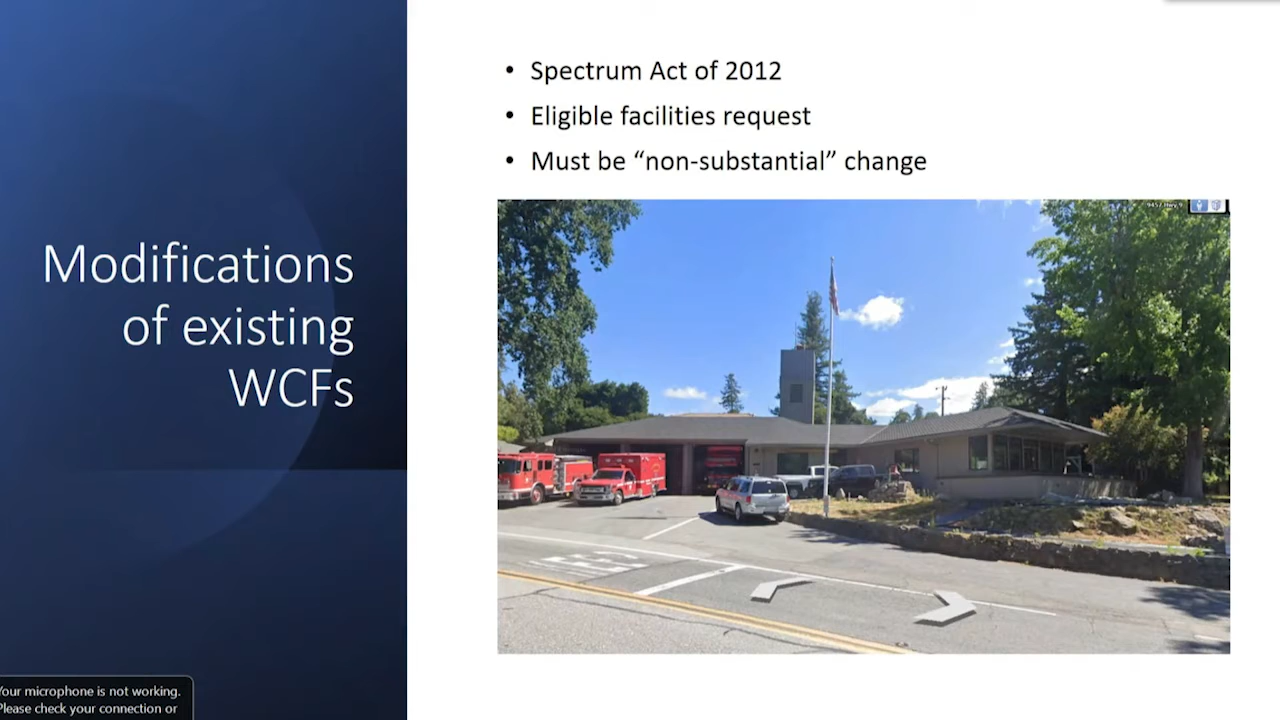 Modifications
of existing
WCFs
• Spectrum Act of 2012
• Eligible facilities request
• Must be “non-substantial” change
Your microphone is not working.
Please check your connection or